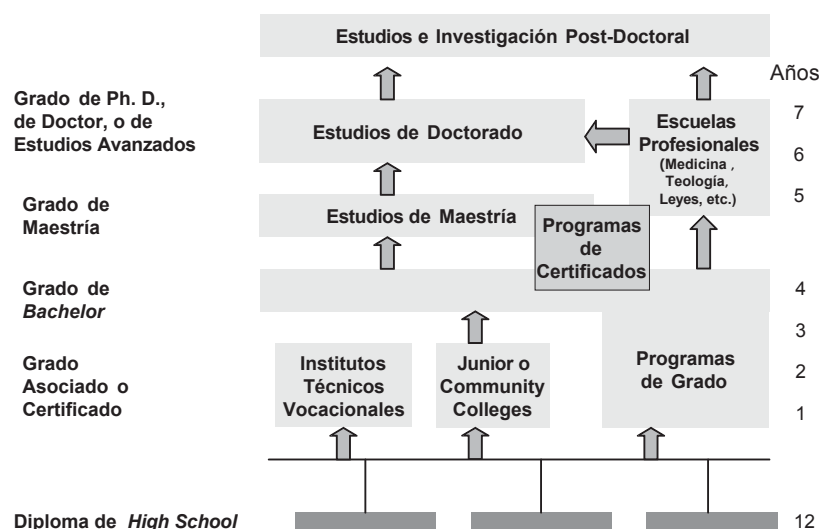 Estudios e Investigación Post-Doctoral
Años
Grado de Ph. D.,
de Doctor, o de
Estudios Avanzados
Estudios de Doctorado
Escuelas
Profesionales
(Medicina ,
Teología,
Leyes, etc.)
7
6
5
Grado de
Maestría
Estudios de Maestría
Programas
de
Certificados
Grado de
Bachelor
4
3
Grado
Asociado o
Certificado
Institutos
Técnicos
Vocacionales
Junior o
Community
Colleges
Programas
de Grado
2
1
Diploma de High School
12